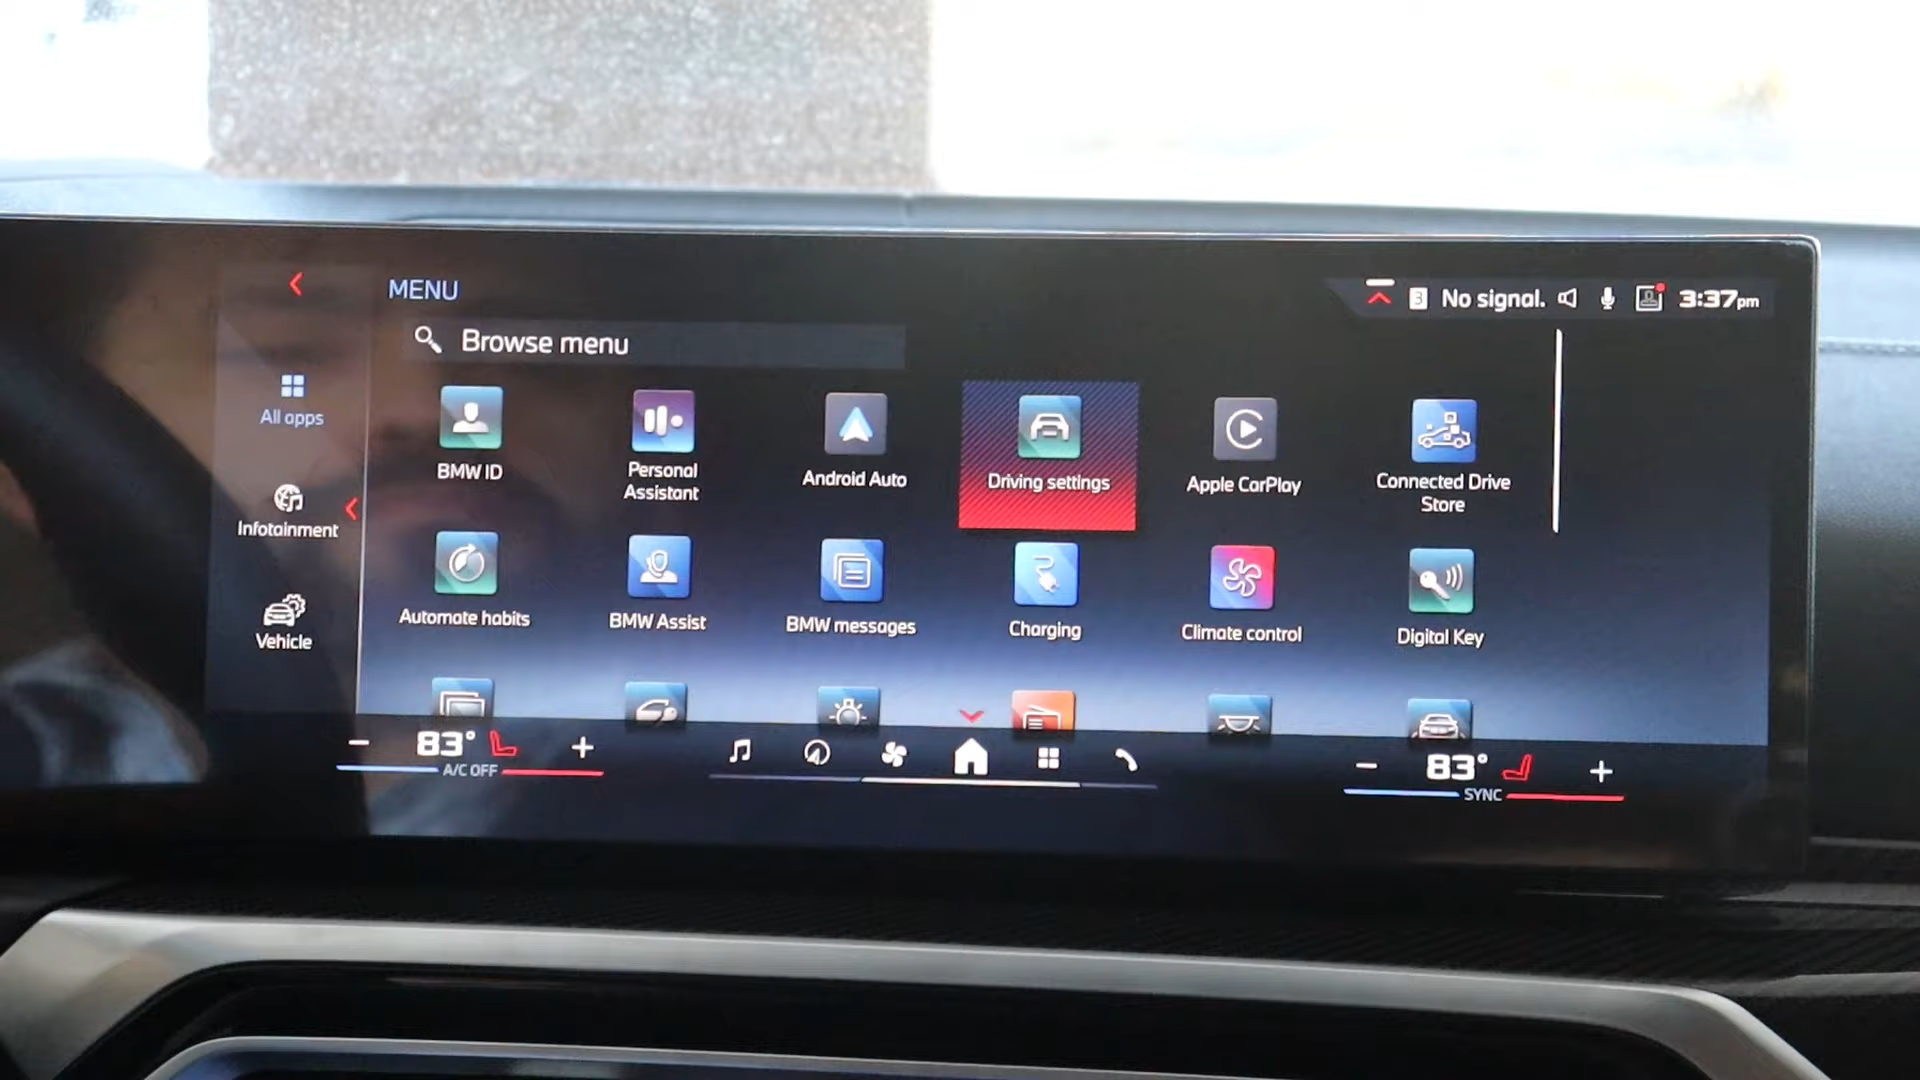 MENU
3 No signal. 3:37pm
Browse menu
All apps
BMW ID
Personal
Assistant
Android Auto
Driving settings
Apple CarPlay
Connected Drive
Store
Infotainment
Automate habits
BMW Assist
BMW messages
Charging
Climate control
Digital Key
Vehicle
− 83° +
A/C OFF
− 83° +
SYNC